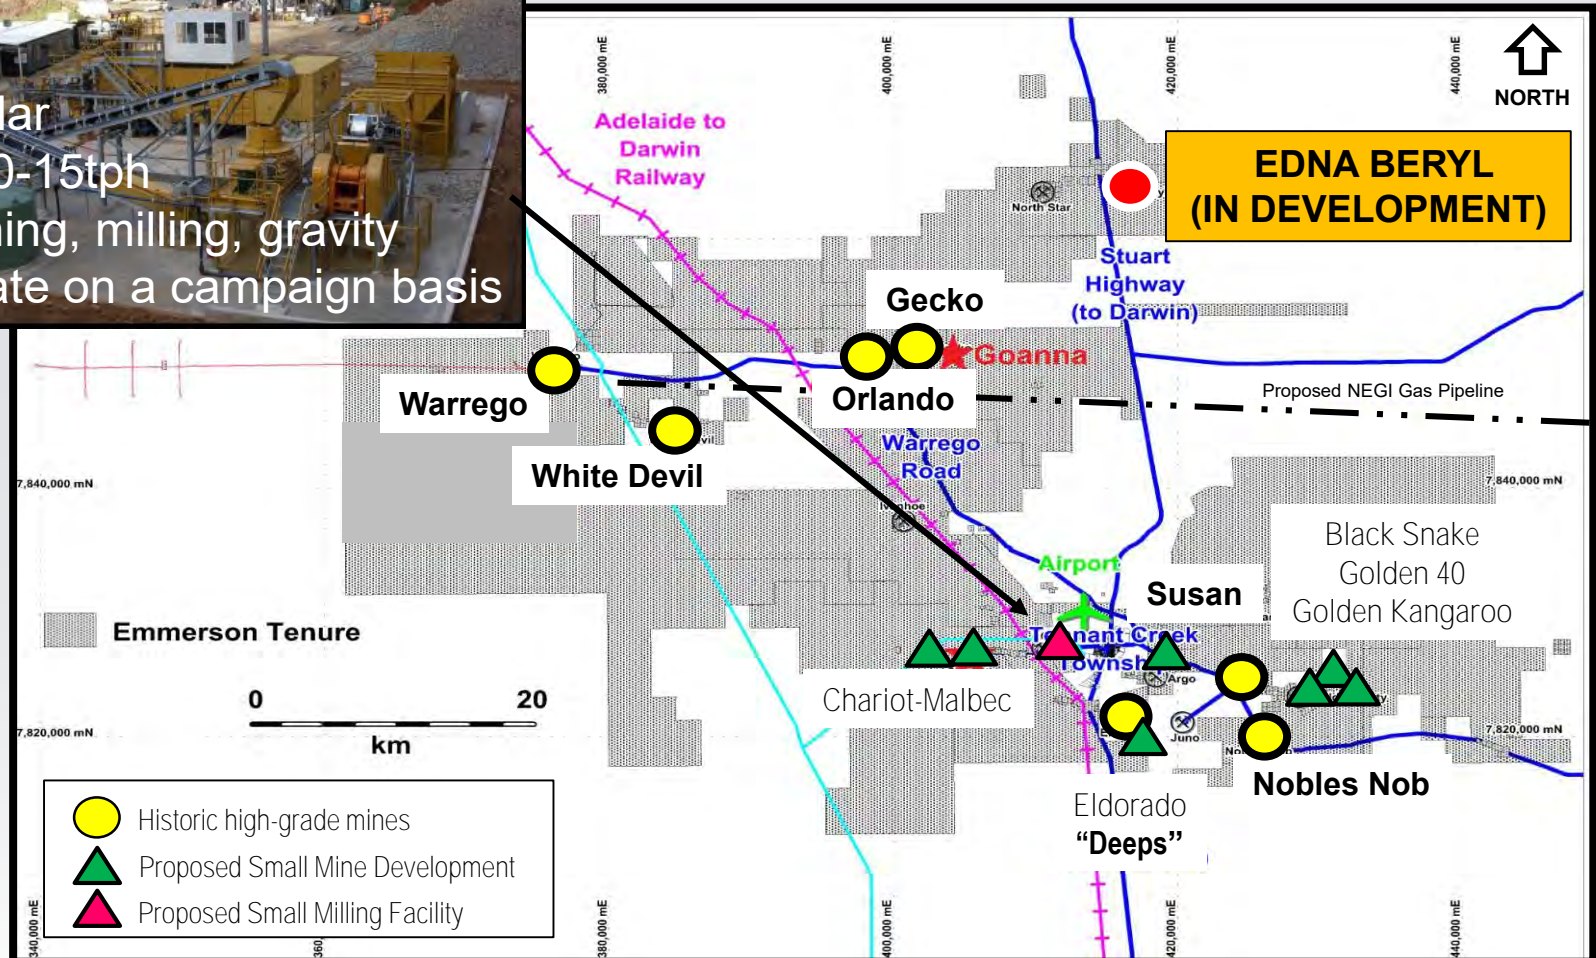 0-15tph
milling, gravity
on a campaign basis
380,000 mE
400,000 mE
420,000 mE
440,000 mE
NORTH
Adelaide to
Darwin
Railway
EDNA BERYL
(IN DEVELOPMENT)
North Star
Stuart
Highway
(to Darwin)
Gecko
Goanna
Warrego
Orlando
Proposed NEGI Gas Pipeline
White Devil
Warrego
Road
7,840,000 mN
7,840,000 mN
Black Snake
Golden 40
Golden Kangaroo
Airport
Susan
Emmerson Tenure
Creek
Argo
Chariot-Malbec
0 20
km
7,820,000 mN
7,820,000 mN
Juno
Nobles Nob
Eldorado
“Deeps”
Historic high-grade mines
Proposed Small Mine Development
Proposed Small Milling Facility
340,000 mE
380,000 mE
400,000 mE
420,000 mE
440,000 mE